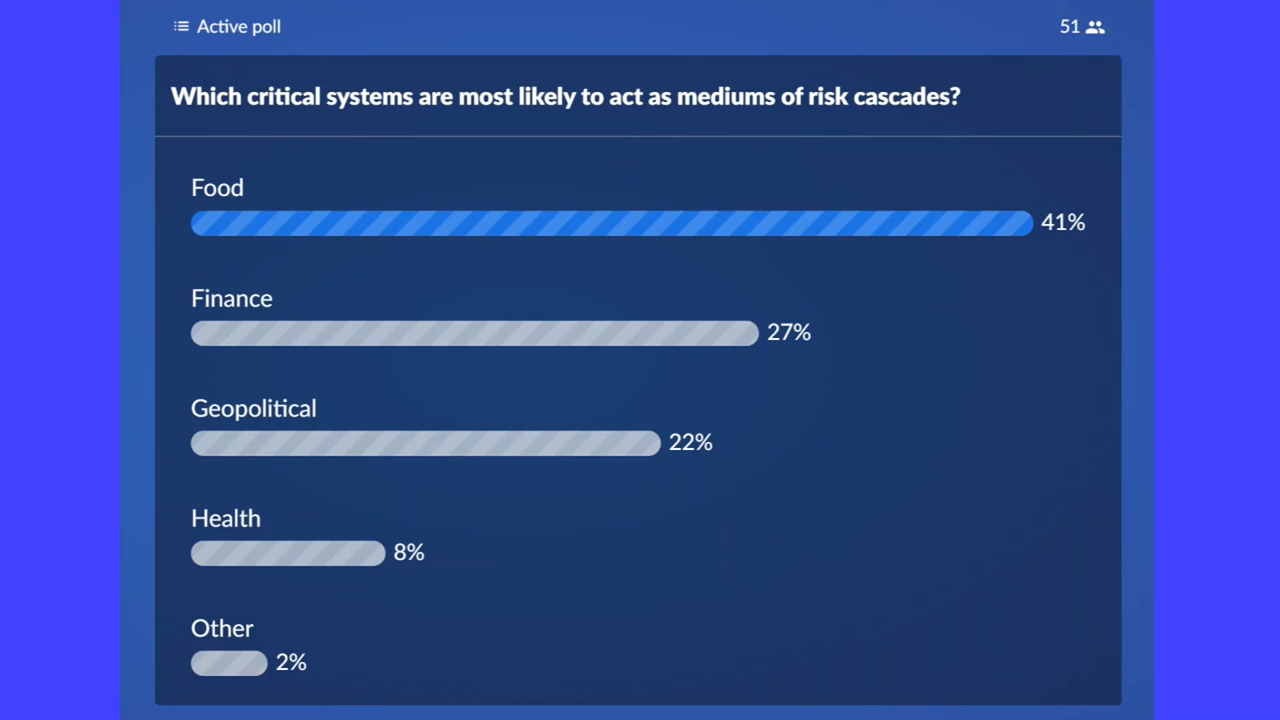 Active poll
51
Which critical systems are most likely to act as mediums of risk cascades?
Food
41%
Finance
27%
Geopolitical
22%
Health
8%
Other
2%